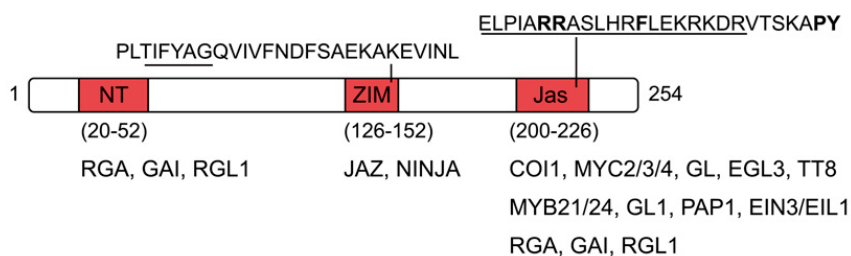 ELPIARRASLHRFLEKRKDRVTSKAPY
PLTIFYAGQVIVFNDFSAEKAKEVINL
1 NT ZIM Jas 254
(20-52) (126-152) (200-226)
RGA, GAI, RGL1 JAZ, NINJA COI1, MYC2/3/4, GL, EGL3, TT8
MYB21/24, GL1, PAP1, EIN3/EIL1
RGA, GAI, RGL1